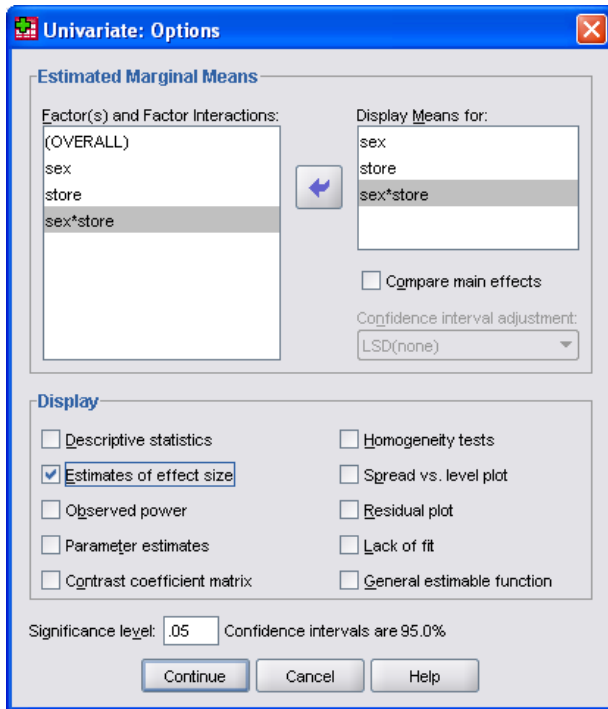 Univariate: Options
Estimated Marginal Means
Factor(s) and Factor Interactions:
(OVERALL)
sex
store
sex*store
Display Means for:
sex
store
sex*store
Compare main effects
Confidence interval adjustment:
LSD(none)
Display
Descriptive statistics
Estimates of effect size
Observed power
Parameter estimates
Contrast coefficient matrix
Homogeneity tests
Spread vs. level plot
Residual plot
Lack of fit
General estimable function
Significance level: .05 Confidence intervals are 95.0%
Continue Cancel Help